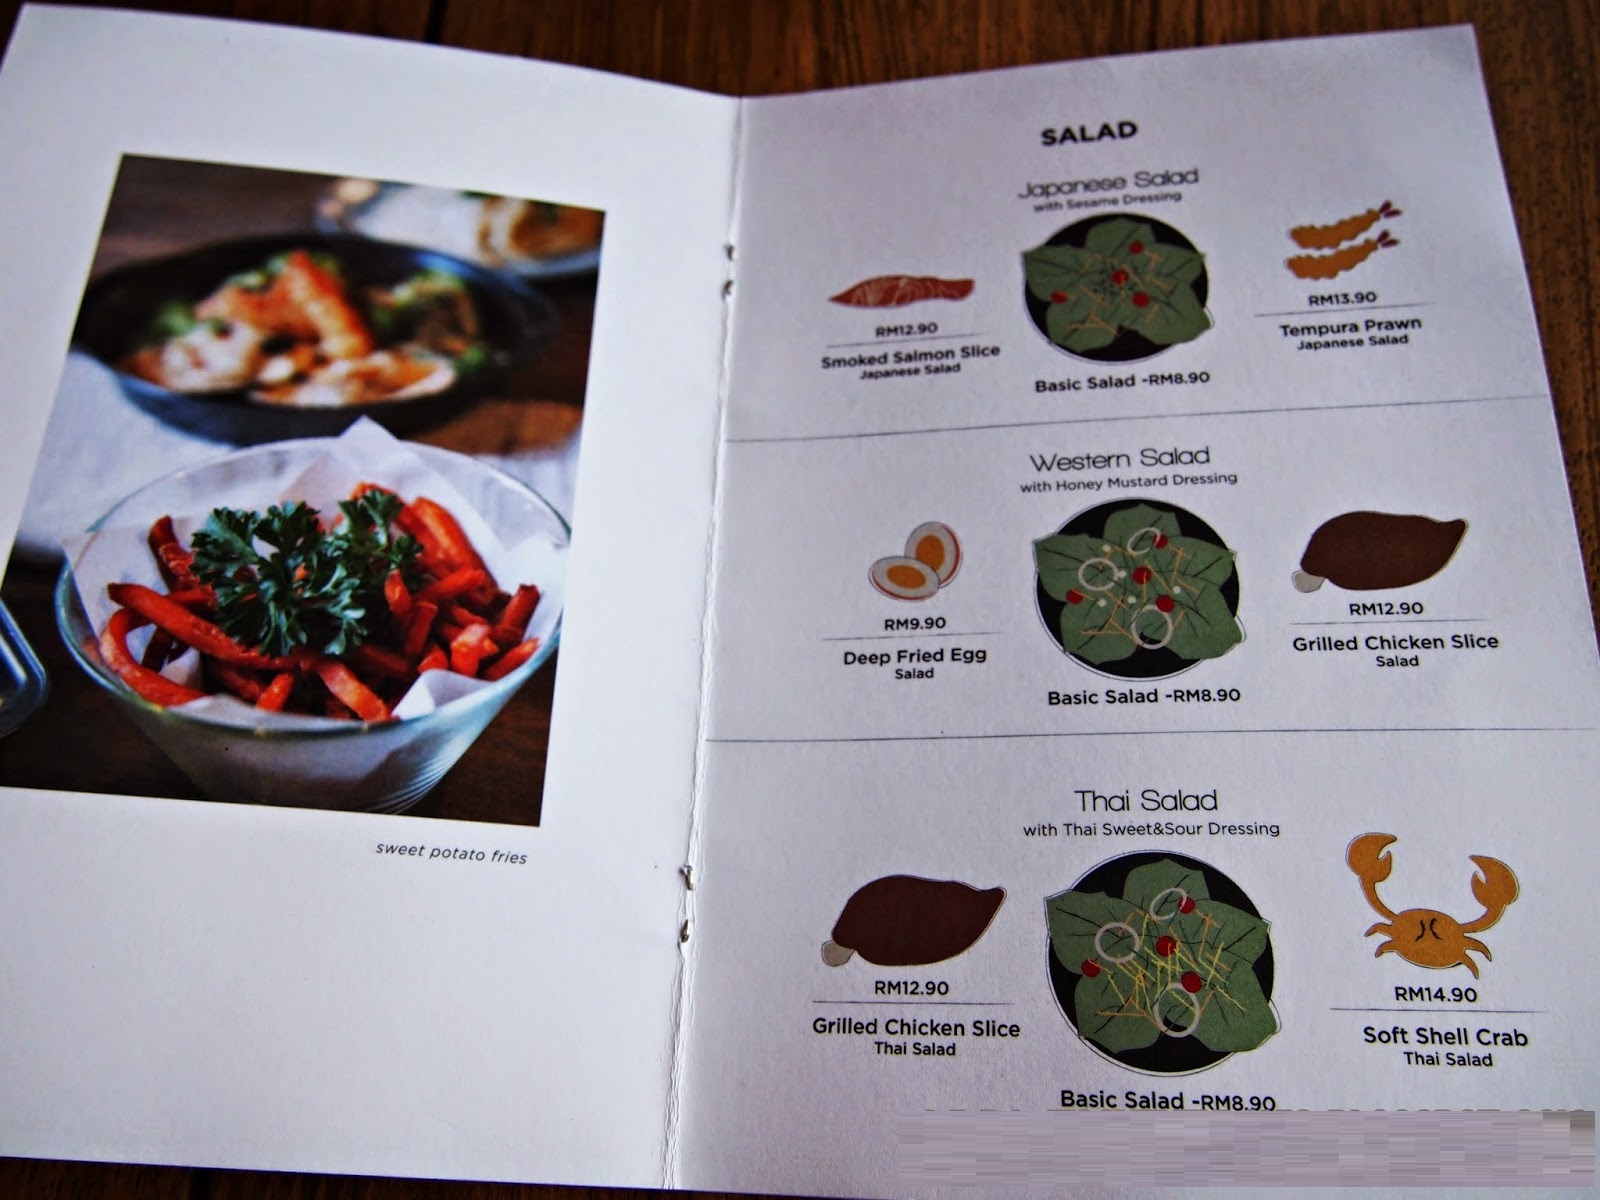 sweet potato fries
SALAD
Japanese Salad
with Sesame Dressing
RM12.90
Smoked Salmon Slice
Japanese Salad
Basic Salad -RM8.90
RM13.90
Tempura Prawn
Japanese Salad
Western Salad
with Honey Mustard Dressing
RM9.90
Deep Fried Egg
Salad
Basic Salad -RM8.90
RM12.90
Grilled Chicken Slice
Salad
Thai Salad
with Thai Sweet&Sour Dressing
RM12.90
Grilled Chicken Slice
Thai Salad
Basic Salad -RM8.90
RM14.90
Soft Shell Crab
Thai Salad